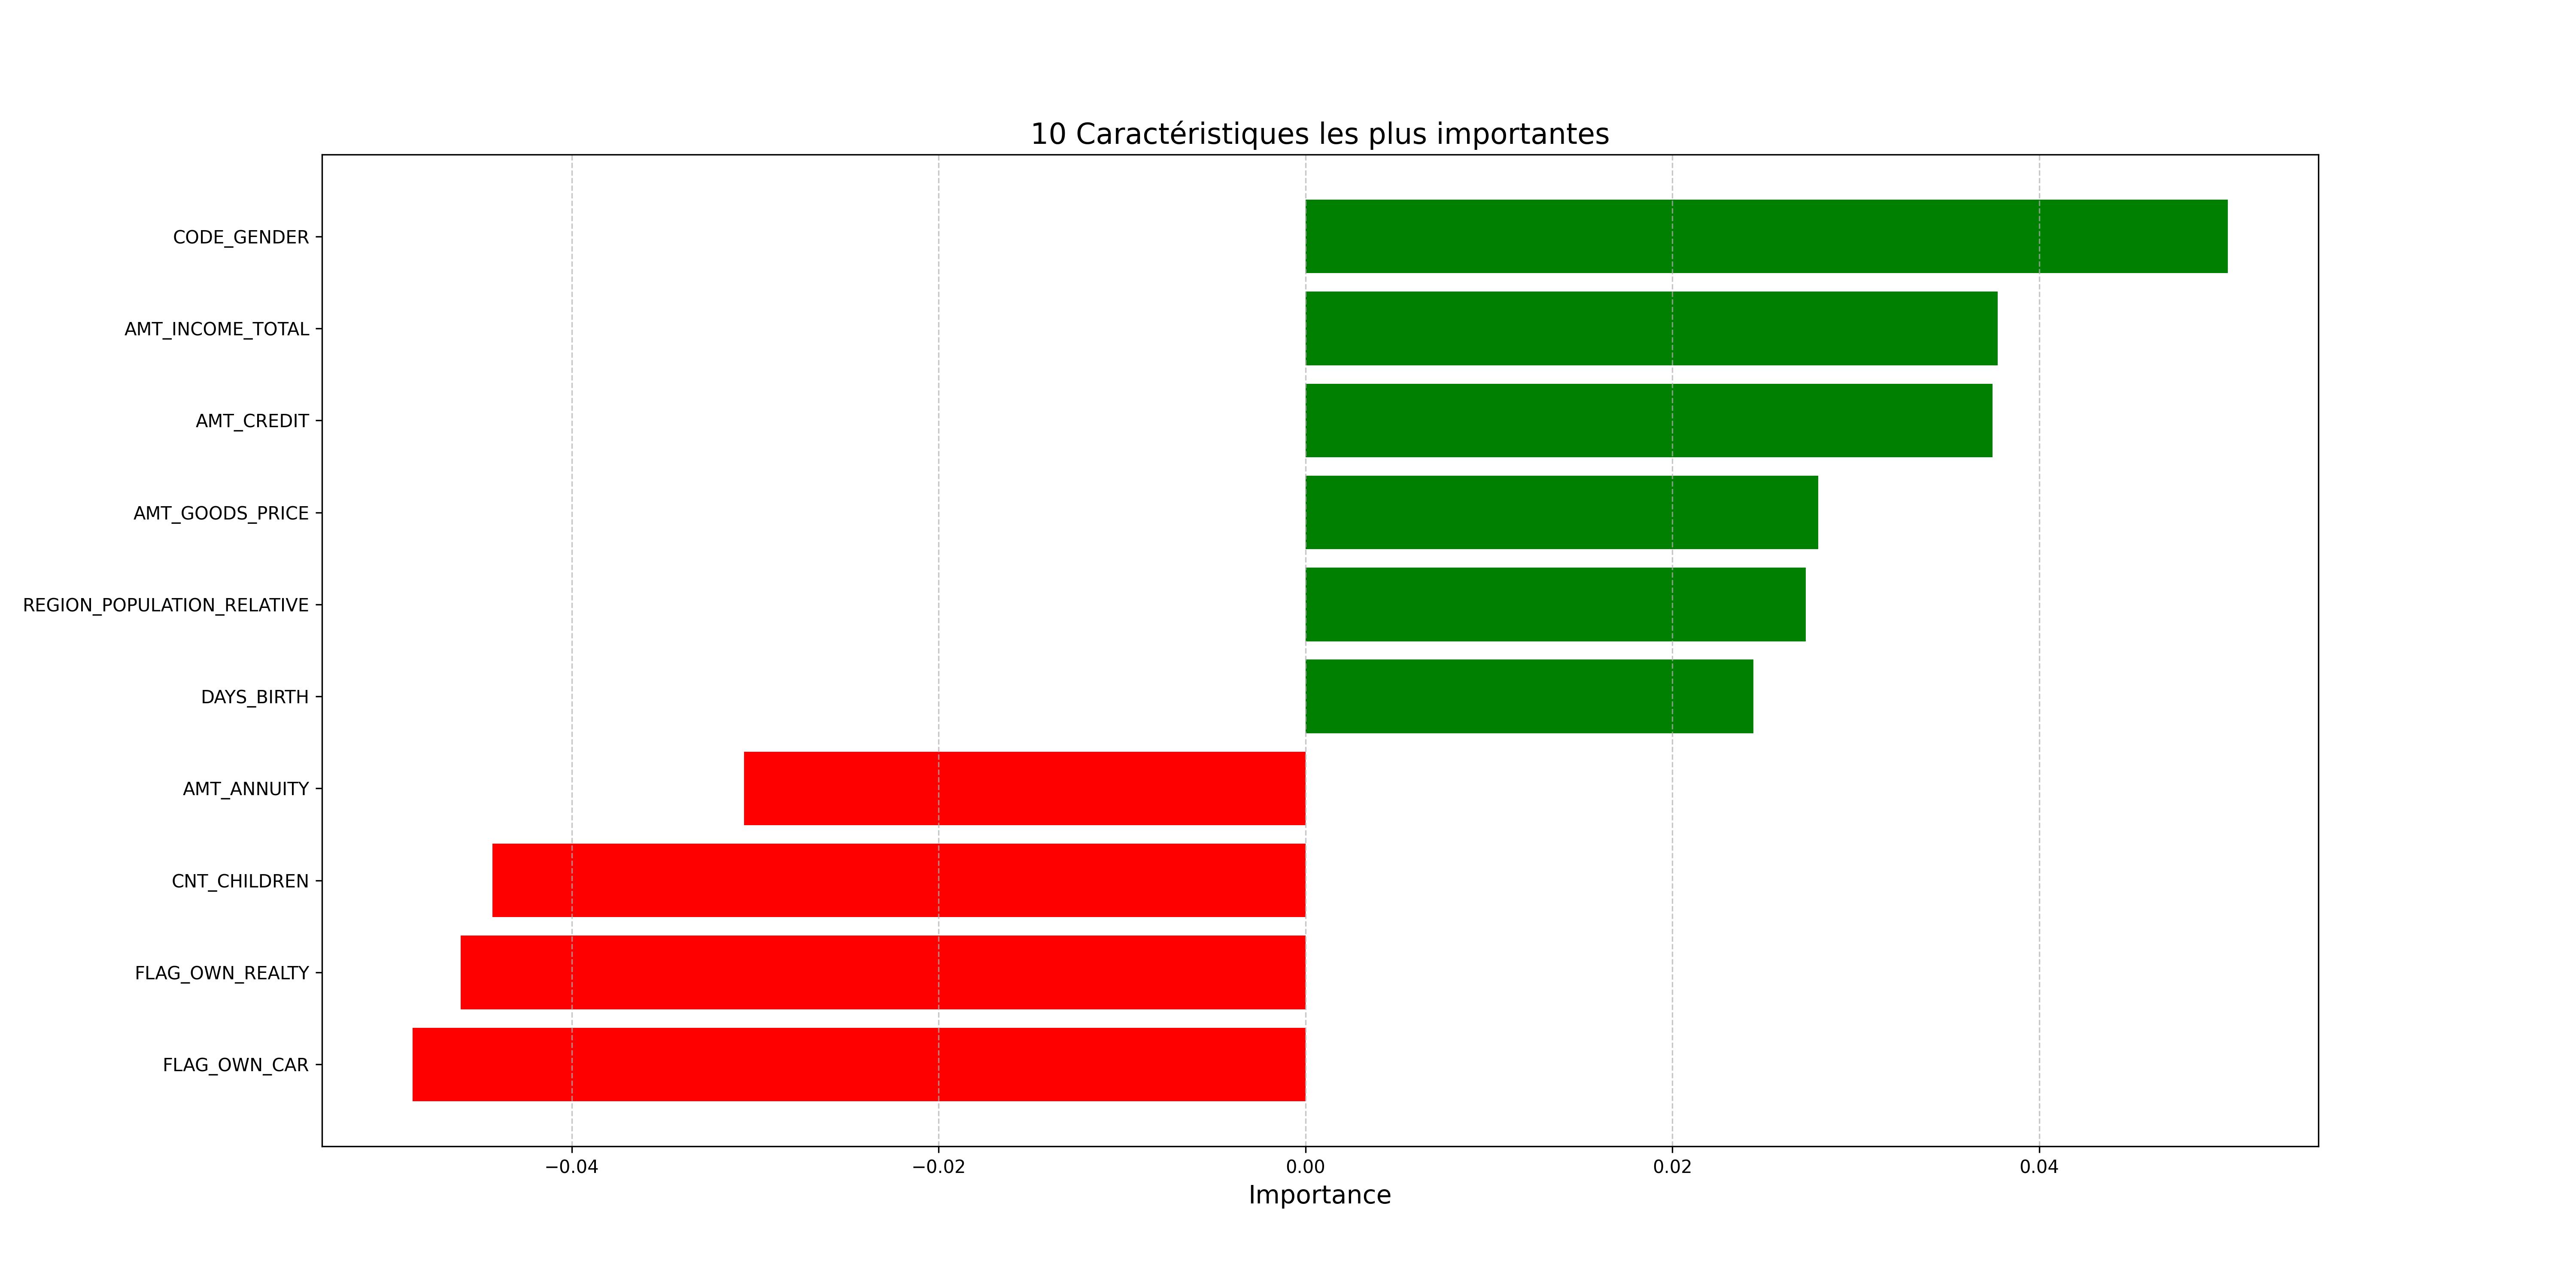 10 Caractéristiques les plus importantes
CODE_GENDER
AMT_INCOME_TOTAL
AMT_CREDIT
AMT_GOODS_PRICE
REGION_POPULATION_RELATIVE
DAYS_BIRTH
AMT_ANNUITY
CNT_CHILDREN
FLAG_OWN_REALTY
FLAG_OWN_CAR
−0.04 −0.02 0.00 0.02 0.04
Importance